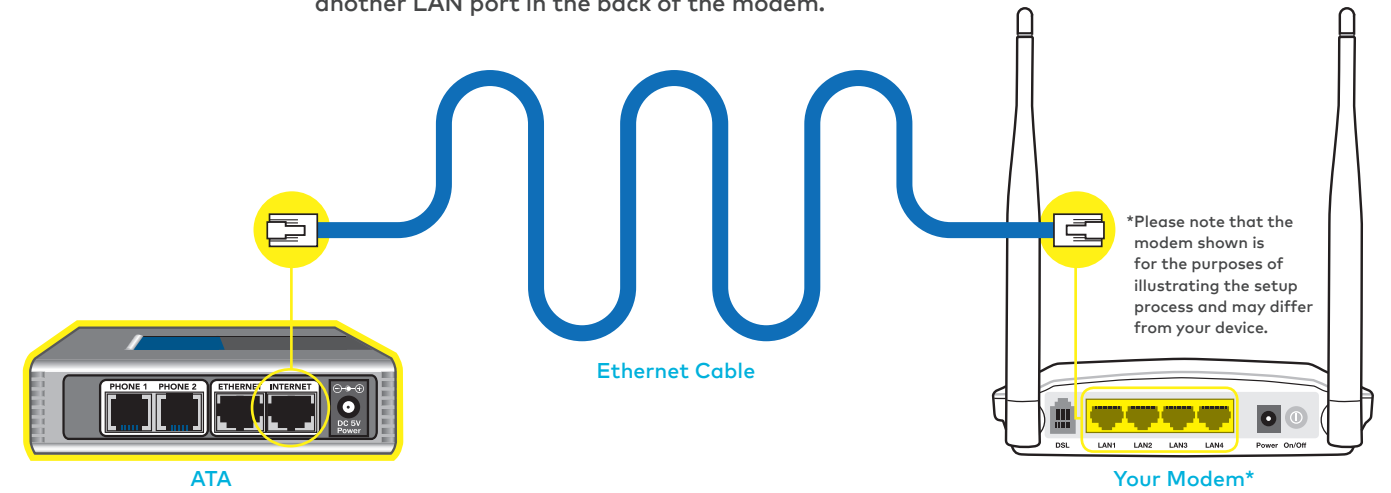 another LAN port in the back of the modem.
*Please note that the
modem shown is
for the purposes of
illustrating the setup
process and may differ
from your device.
Ethernet Cable
PHONE 1 PHONE 2 ETHERNET INTERNET
DC 5V
Power
DSL LAN1 LAN2 LAN3 LAN4 Power On/Off
ATA
Your Modem*